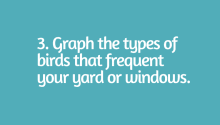 3. Graph the types of
birds that frequent
your yard or windows.